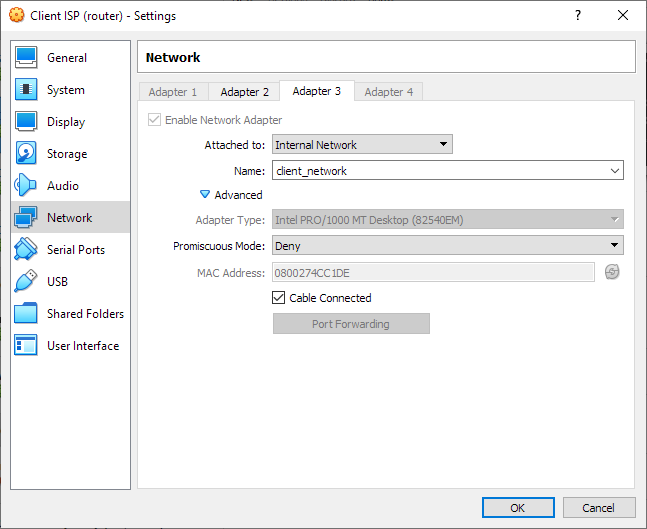 Client ISP (router) - Settings
?
General
System
Display
Storage
Audio
Network
Serial Ports
USB
Shared Folders
User Interface
Network
Adapter 1 Adapter 2 Adapter 3 Adapter 4
Enable Network Adapter
Attached to: Internal Network
Name: client_network
Advanced
Adapter Type: Intel PRO/1000 MT Desktop (82540EM)
Promiscuous Mode: Deny
MAC Address: 0800274CC1DE
Cable Connected
Port Forwarding
OK Cancel